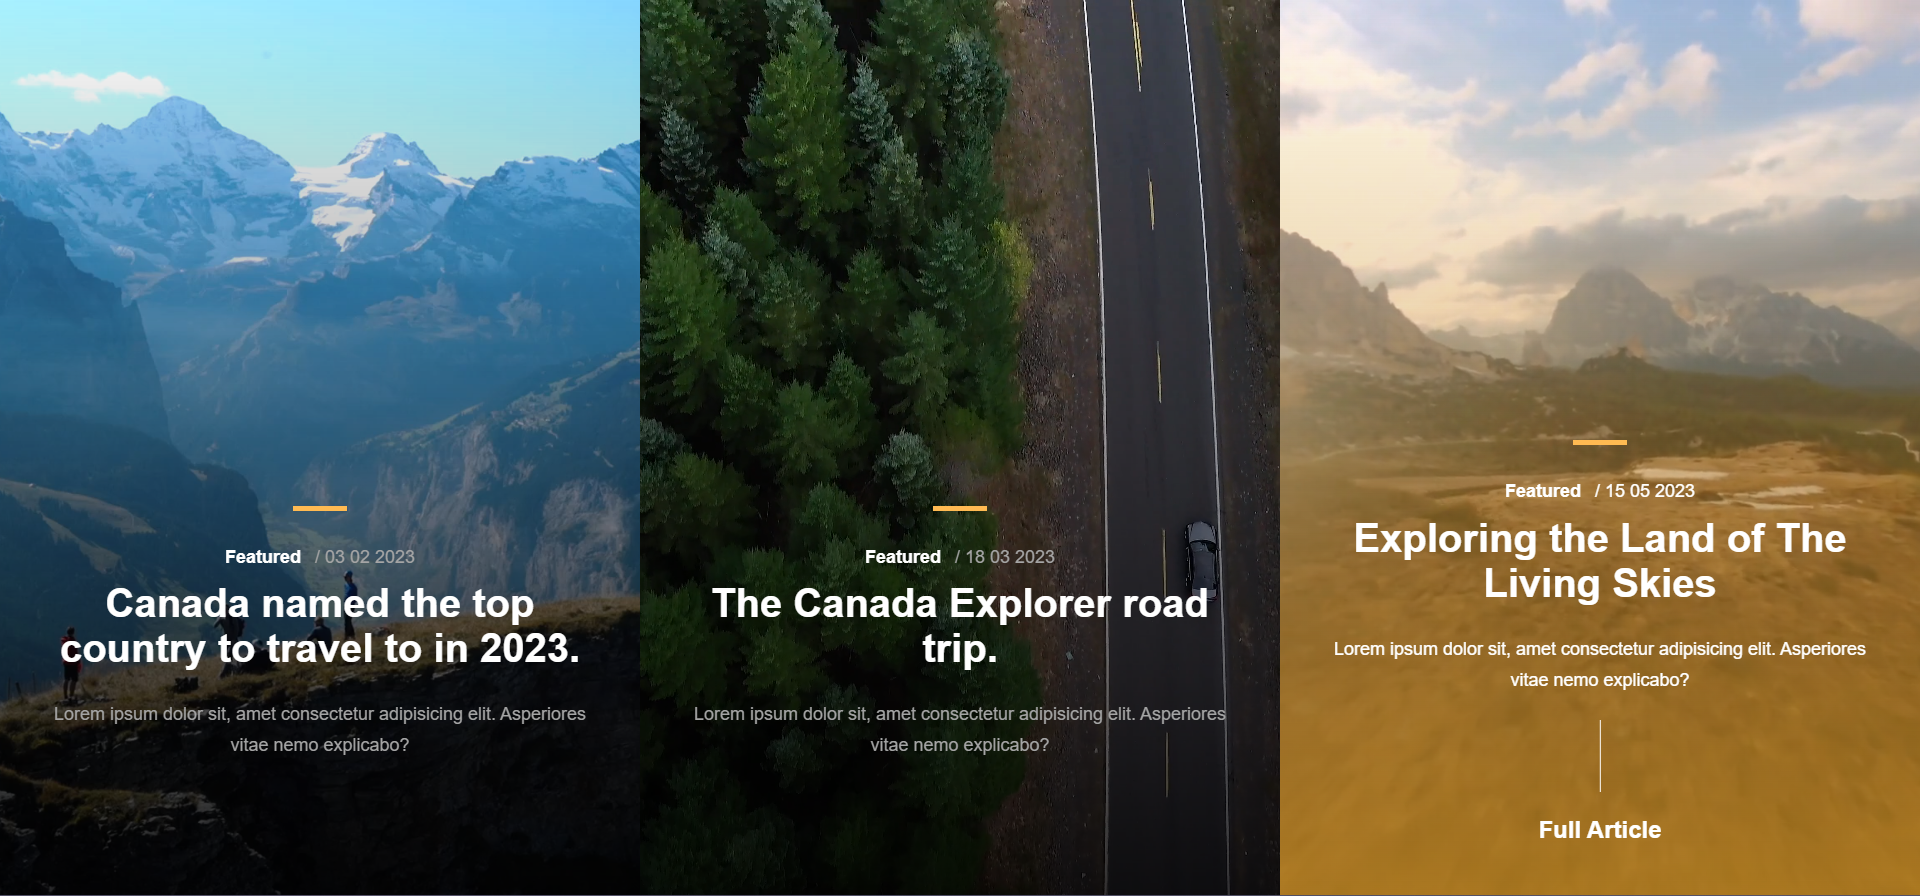 Featured / 03 02 2023
Canada named the top
country to travel to in 2023.
Lorem ipsum dolor sit, amet consectetur adipisicing elit. Asperiores
vitae nemo explicabo?
Featured / 18 03 2023
The Canada Explorer road
trip.
Lorem ipsum dolor sit, amet consectetur adipisicing elit. Asperiores
vitae nemo explicabo?
Featured / 15 05 2023
Exploring the Land of The
Living Skies
Lorem ipsum dolor sit, amet consectetur adipisicing elit. Asperiores
vitae nemo explicabo?
Full Article